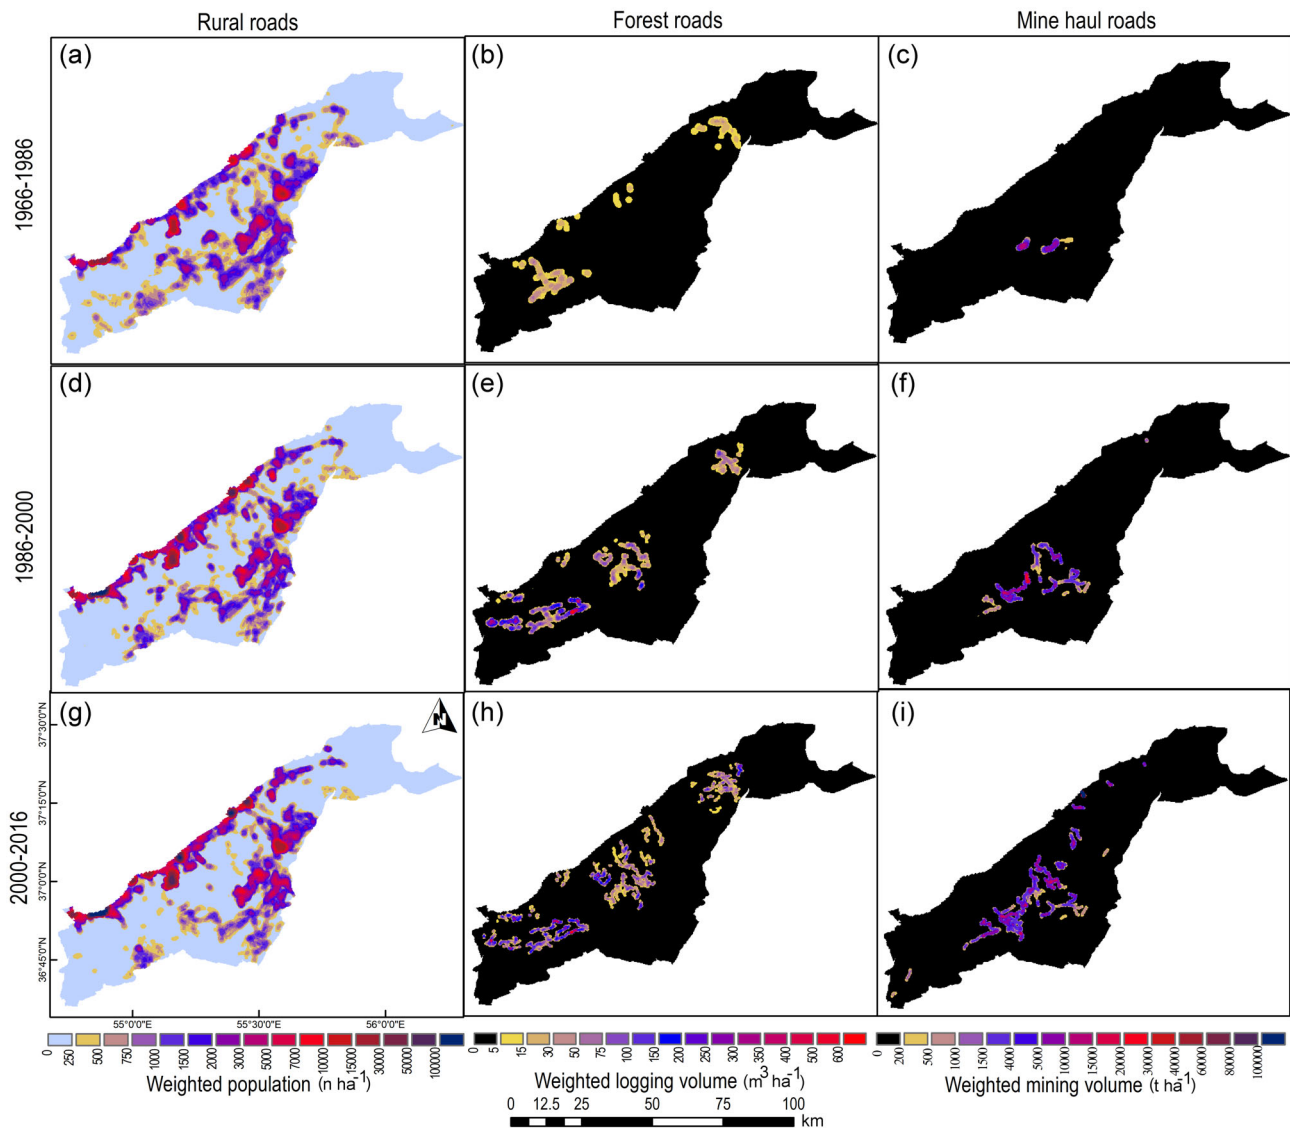 Rural roads
Forest roads
Mine haul roads
1966-1986
(a)
(b)
(c)
1986-2000
(d)
(e)
(f)
2000-2016
(g)
(h)
(i)
N
37°30'0"N
37°15'0"N
37°0'0"N
36°45'0"N
55°0'0"E
55°30'0"E
56°0'0"E
0 250 500 750 1000 1500 2000 3000 5000 7000 10000 15000 30000 50000 100000
Weighted population (n ha⁻¹)
0 5 15 30 50 75 100 150 200 250 300 350 400 500 600
Weighted logging volume (m³ ha⁻¹)
0 200 500 1000 1500 4000 5000 10000 15000 20000 30000 40000 60000 80000 100000
Weighted mining volume (t ha⁻¹)
0 12.5 25 50 75 100
km